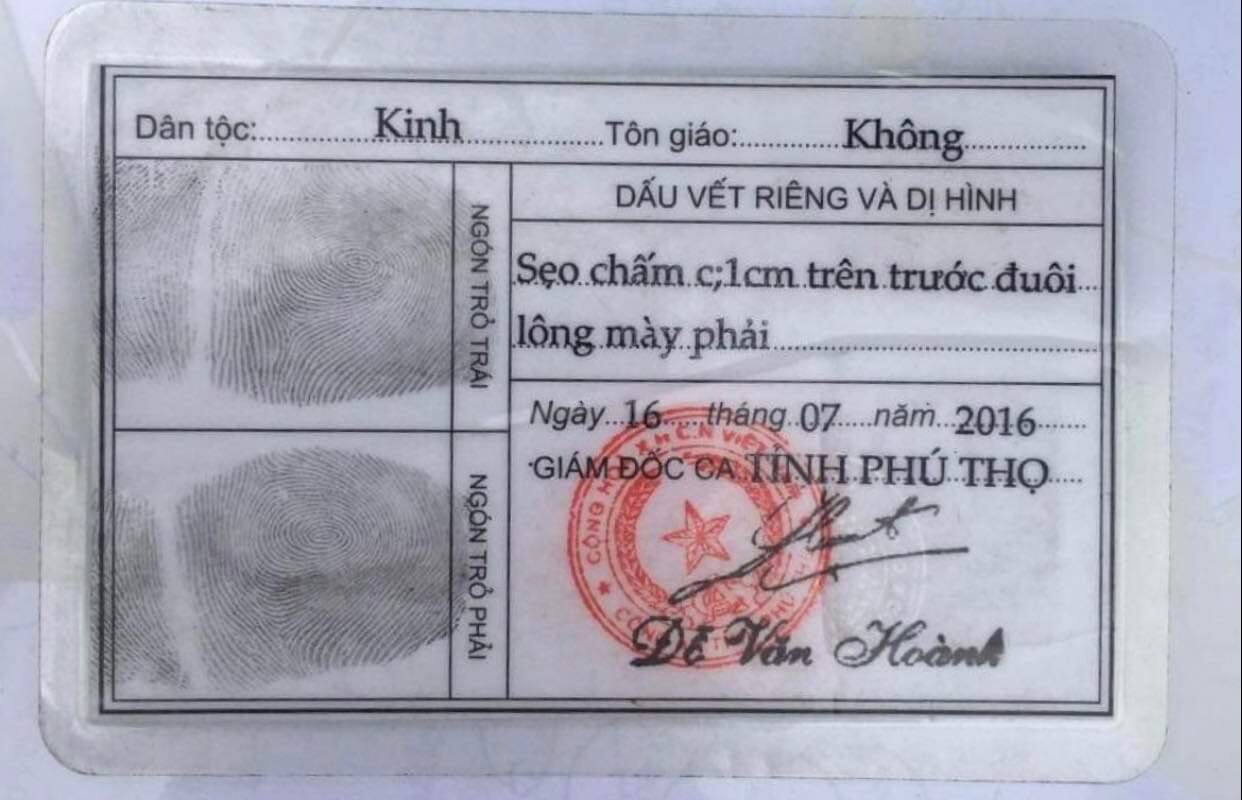 Dân tộc: Kinh Tôn giáo: Không
NGÓN TRỎ TRÁI
DẤU VẾT RIÊNG VÀ DỊ HÌNH
Sẹo chấm c;1cm trên trước đuôi
lông mày phải
NGÓN TRỎ PHẢI
Ngày 16 tháng 07 năm 2016
GIÁM ĐỐC CA TỈNH PHÚ THỌ
Văn Hoành